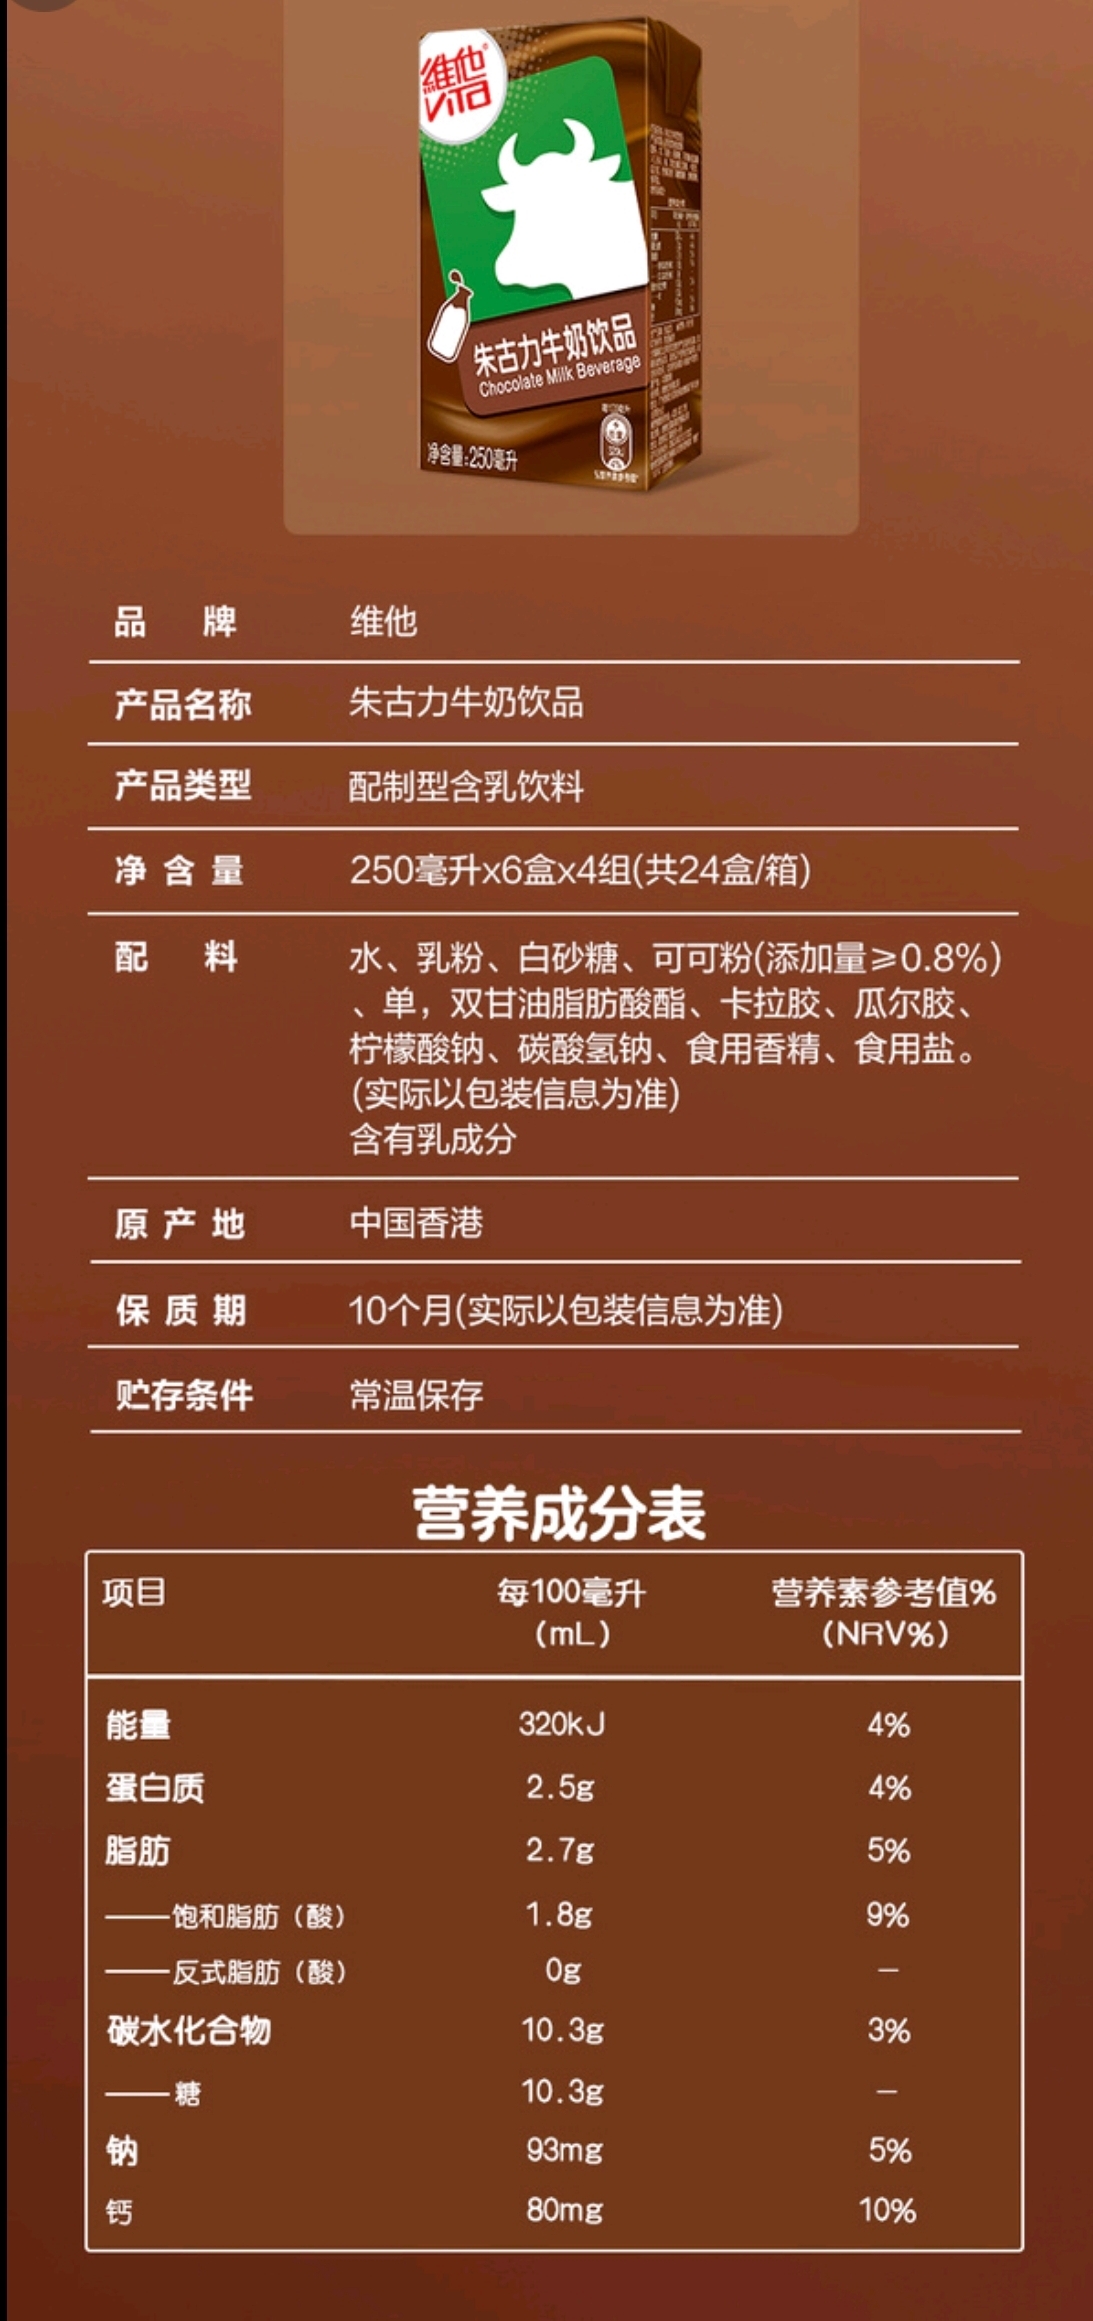 維他®
VITA
朱古力牛奶饮品
Chocolate Milk Beverage
净含量:250毫升
品 牌 维他
产品名称 朱古力牛奶饮品
产品类型 配制型含乳饮料
净含量 250毫升x6盒x4组(共24盒/箱)
配 料 水、乳粉、白砂糖、可可粉(添加量≥0.8%)
、单，双甘油脂肪酸酯、卡拉胶、瓜尔胶、
柠檬酸钠、碳酸氢钠、食用香精、食用盐。
(实际以包装信息为准)
含有乳成分
原产地 中国香港
保质期 10个月(实际以包装信息为准)
贮存条件 常温保存
营养成分表
项目 每100毫升 营养素参考值%
(mL) (NRV%)
能量 320kJ 4%
蛋白质 2.5g 4%
脂肪 2.7g 5%
——饱和脂肪（酸） 1.8g 9%
——反式脂肪（酸） 0g —
碳水化合物 10.3g 3%
——糖 10.3g —
钠 93mg 5%
钙 80mg 10%